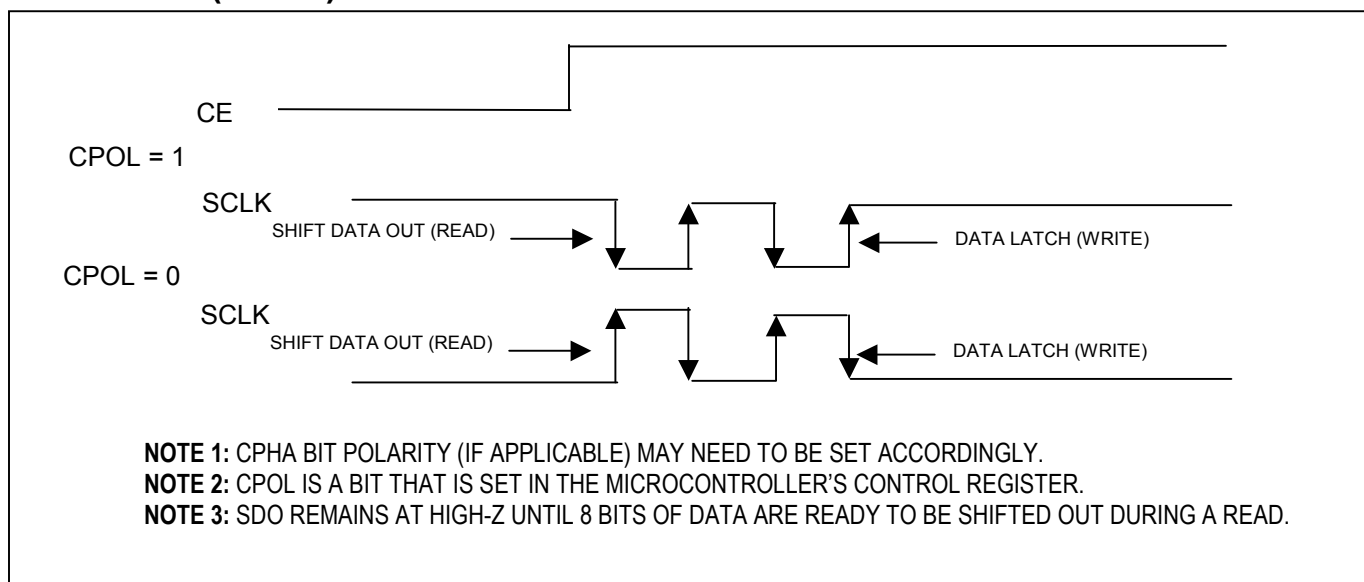 CE
CPOL = 1
SCLK
SHIFT DATA OUT (READ)
DATA LATCH (WRITE)
CPOL = 0
SCLK
SHIFT DATA OUT (READ)
DATA LATCH (WRITE)
NOTE 1: CPHA BIT POLARITY (IF APPLICABLE) MAY NEED TO BE SET ACCORDINGLY.
NOTE 2: CPOL IS A BIT THAT IS SET IN THE MICROCONTROLLER'S CONTROL REGISTER.
NOTE 3: SDO REMAINS AT HIGH-Z UNTIL 8 BITS OF DATA ARE READY TO BE SHIFTED OUT DURING A READ.